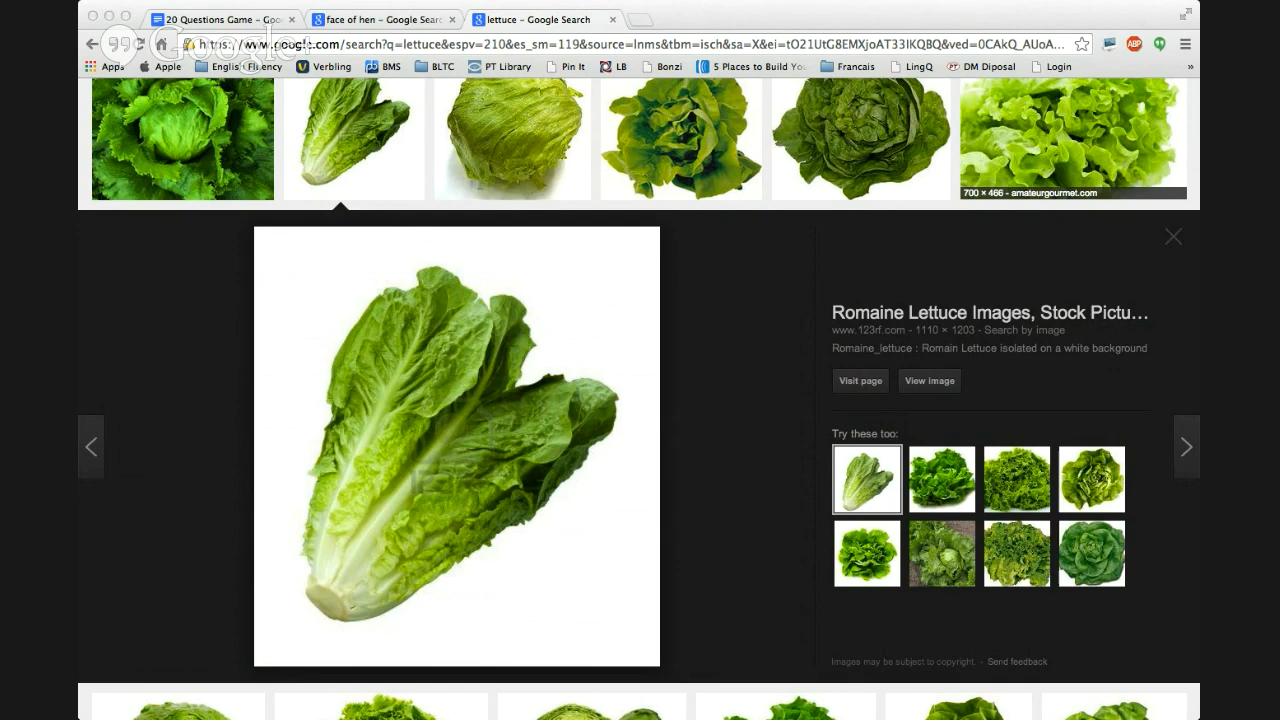 20 Questions Game – Goo
face of hen – Google Searc
lettuce – Google Search
Google+
https://www.google.com/search?q=lettuce&espv=210&es_sm=119&source=lnms&tbm=isch&sa=X&ei=tO21UtG8EMXjoAT33IKQBQ&ved=0CAkQ_AUoA...
ABP
Apps
Apple
English Fluency
Verbling
BMS
BLTC
PT Library
Pin It
LB
Bonzi
5 Places to Build You
Francais
LingQ
DM Diposal
Login
»
700 × 466 - amateurgourmet.com
Romaine Lettuce Images, Stock Pictu...
www.123rf.com - 1110 × 1203 - Search by image
Romaine_lettuce : Romain Lettuce isolated on a white background
Visit page
View image
Try these too:
Images may be subject to copyright. - Send feedback